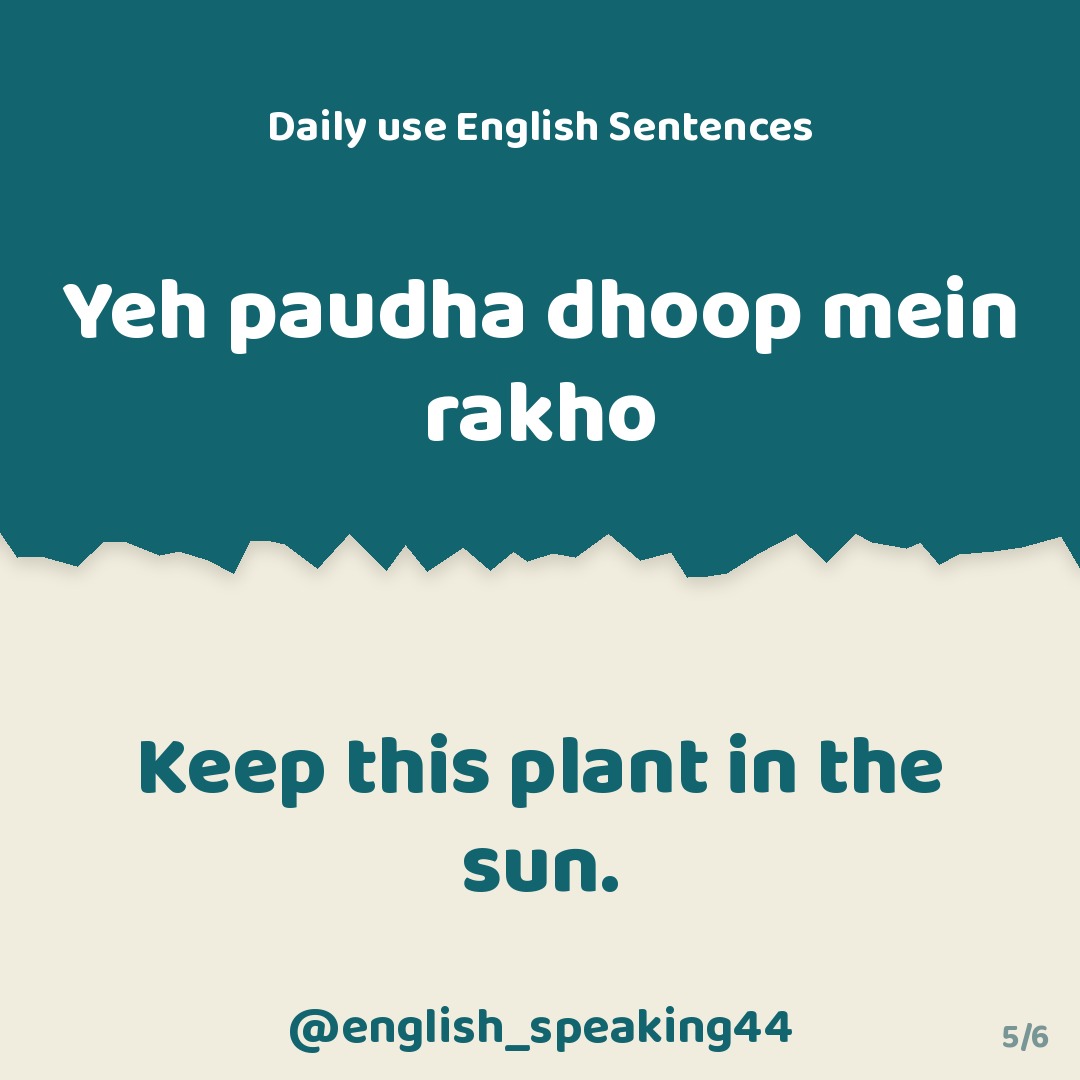 Daily use English Sentences
Yeh paudha dhoop mein
rakho
Keep this plant in the
sun.
@english_speaking44
5/6